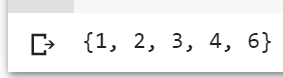 {1, 2, 3, 4, 6}